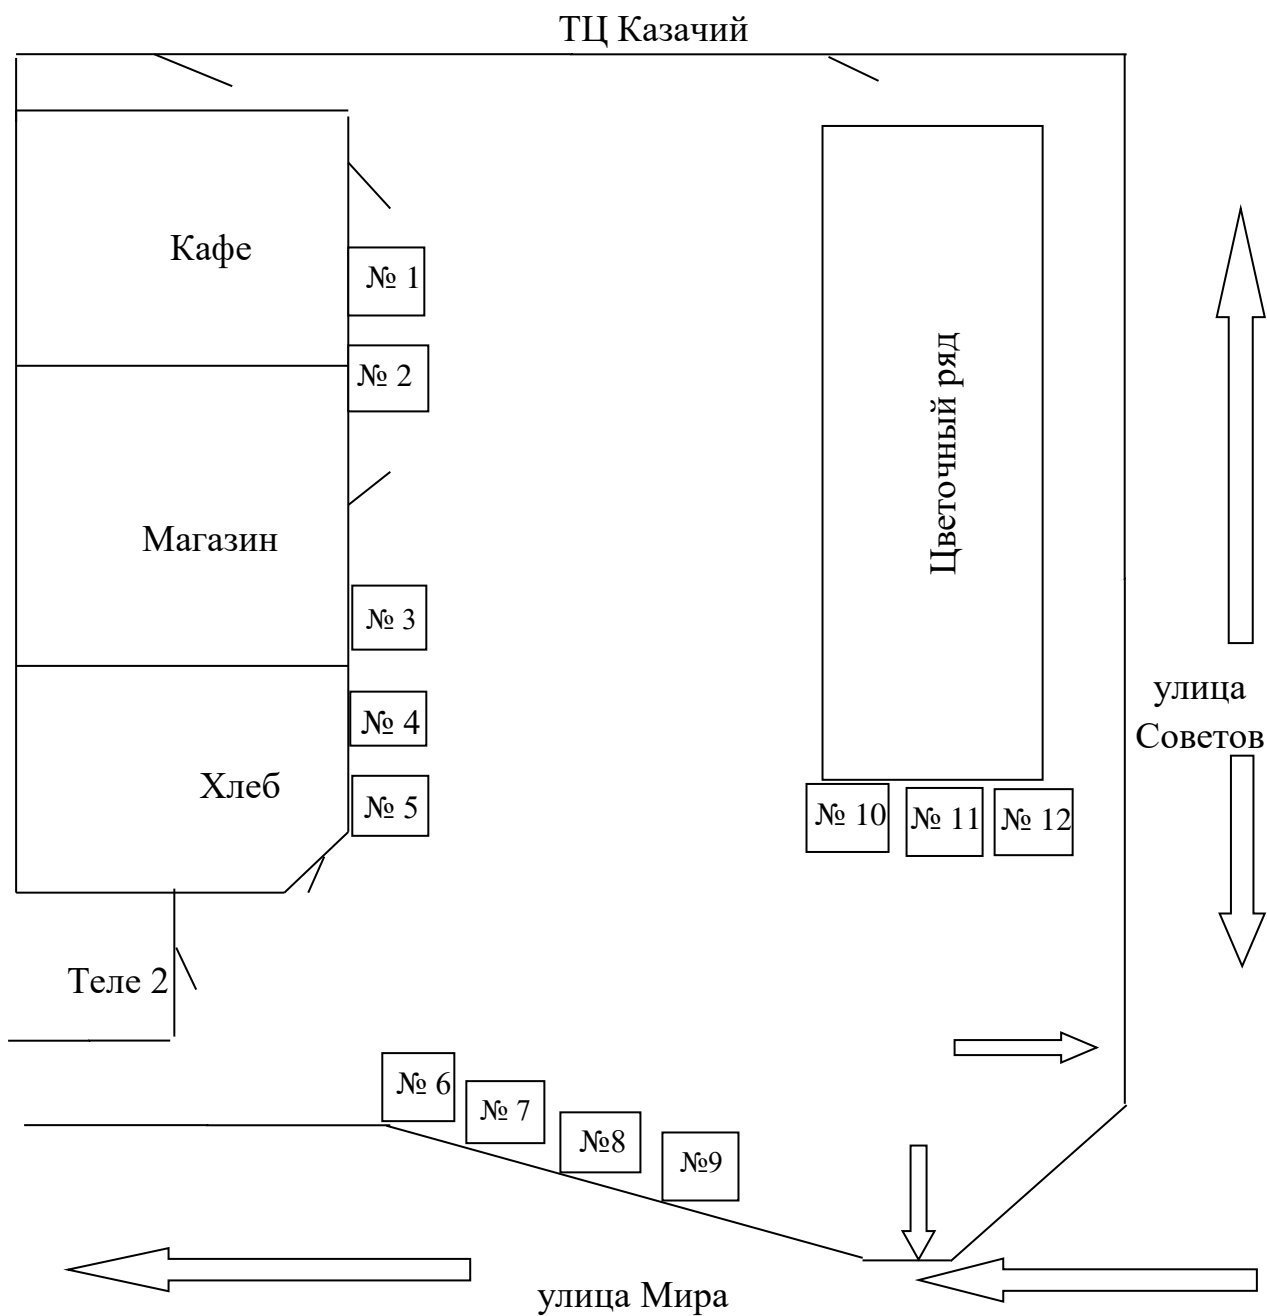 ТЦ Казачий
Кафе
№ 1
№ 2
Цветочный ряд
Магазин
№ 3
улица
Советов
№ 4
Хлеб
№ 5
№ 10
№ 11
№ 12
Теле 2
№ 6
№ 7
№8
№9
улица Мира